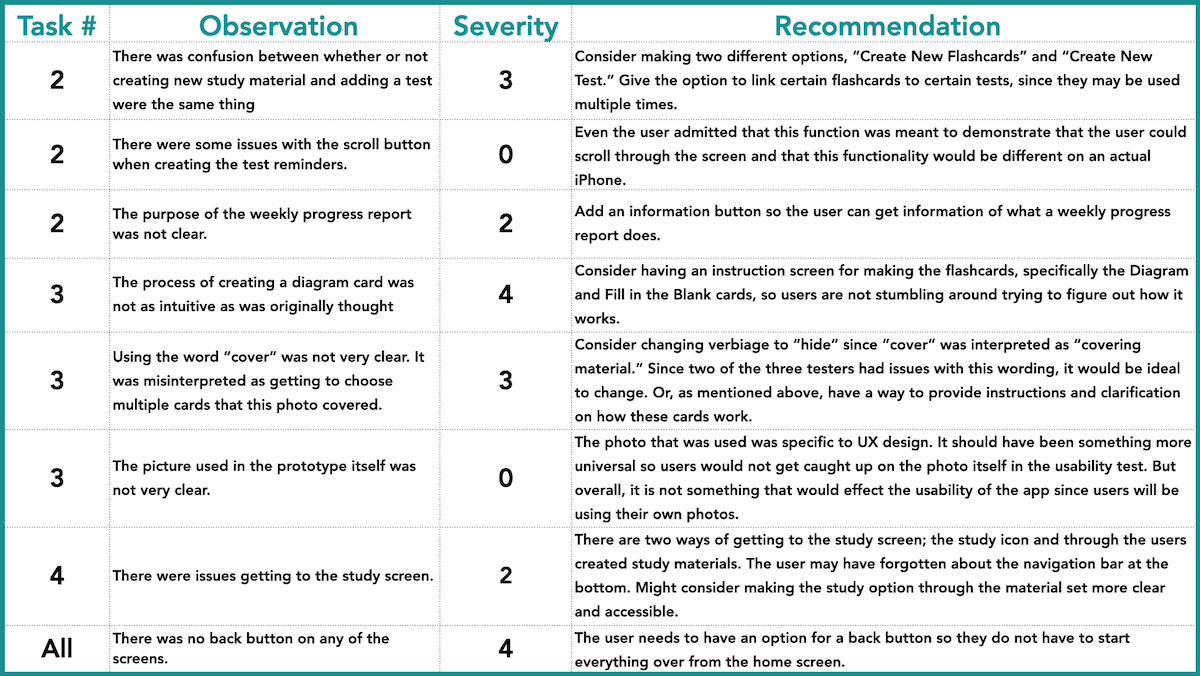 Task # Observation Severity Recommendation
There was confusion between whether or not
creating new study material and adding a test
were the same thing
2
3
Consider making two different options, “Create New Flashcards” and “Create New
Test.” Give the option to link certain flashcards to certain tests, since they may be used
multiple times.
2
There were some issues with the scroll button
when creating the test reminders.
0
Even the user admitted that this function was meant to demonstrate that the user could
scroll through the screen and that this functionality would be different on an actual
iPhone.
2
The purpose of the weekly progress report
was not clear.
2
Add an information button so the user can get information of what a weekly progress
report does.
3
The process of creating a diagram card was
not as intuitive as was originally thought
4
Consider having an instruction screen for making the flashcards, specifically the Diagram
and Fill in the Blank cards, so users are not stumbling around trying to figure out how it
works.
3
Using the word “cover” was not very clear. It
was misinterpreted as getting to choose
multiple cards that this photo covered.
3
Consider changing verbiage to “hide” since “cover” was interpreted as “covering
material.” Since two of the three testers had issues with this wording, it would be ideal
to change. Or, as mentioned above, have a way to provide instructions and clarification
on how these cards work.
3
The picture used in the prototype itself was
not very clear.
0
The photo that was used was specific to UX design. It should have been something more
universal so users would not get caught up on the photo itself in the usability test. But
overall, it is not something that would effect the usability of the app since users will be
using their own photos.
4
There were issues getting to the study screen.
2
There are two ways of getting to the study screen; the study icon and through the users
created study materials. The user may have forgotten about the navigation bar at the
bottom. Might consider making the study option through the material set more clear
and accessible.
All
There was no back button on any of the
screens.
4
The user needs to have an option for a back button so they do not have to start
everything over from the home screen.